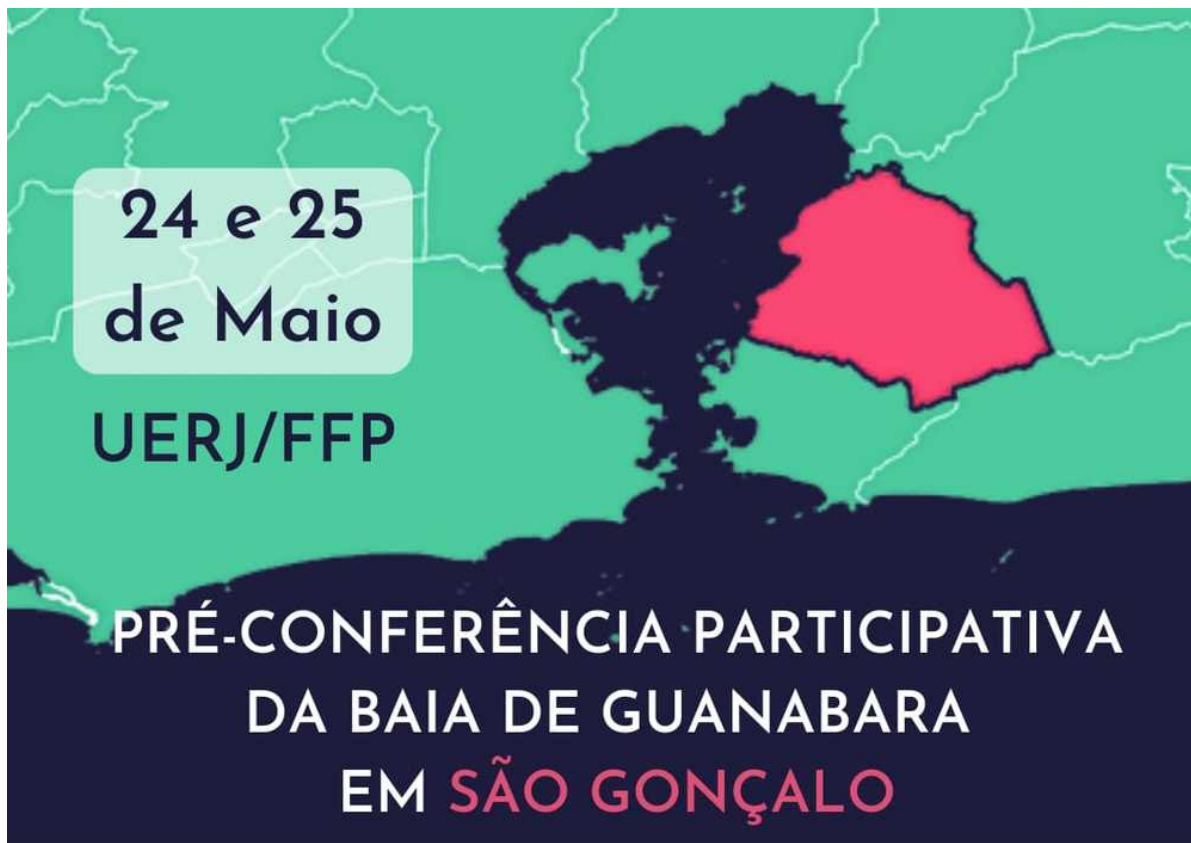 24 e 25
de Maio
UERJ/FFP
PRÉ-CONFERÊNCIA PARTICIPATIVA
DA BAIA DE GUANABARA
EM SÃO GONÇALO